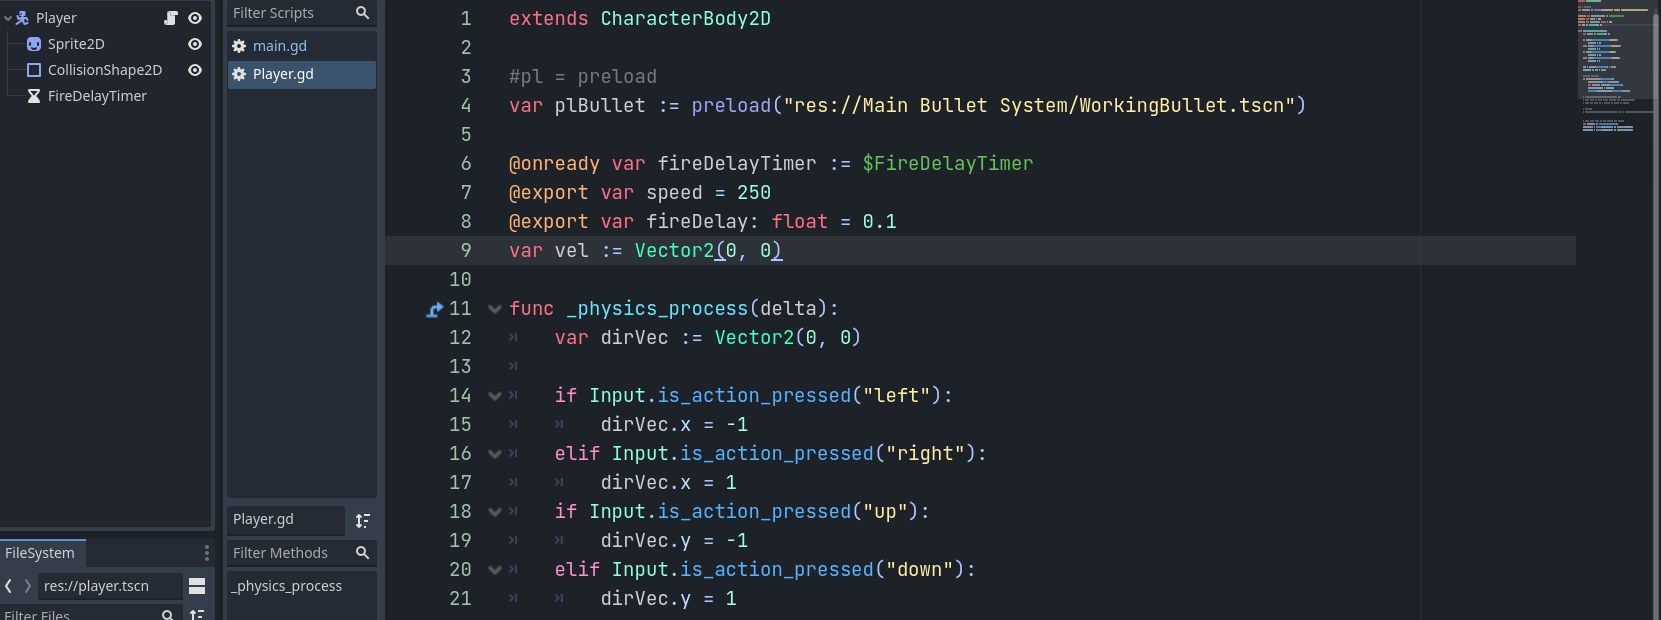 Player
Sprite2D
CollisionShape2D
FireDelayTimer
FileSystem
res://player.tscn
Filter Files
Filter Scripts
main.gd
Player.gd
Player.gd
Filter Methods
_physics_process
1 extends CharacterBody2D
2
3 #pl = preload
4 var plBullet := preload("res://Main Bullet System/WorkingBullet.tscn")
5
6 @onready var fireDelayTimer := $FireDelayTimer
7 @export var speed = 250
8 @export var fireDelay: float = 0.1
9 var vel := Vector2(0, 0)
10
11 func _physics_process(delta):
12 var dirVec := Vector2(0, 0)
13
14 if Input.is_action_pressed("left"):
15 dirVec.x = -1
16 elif Input.is_action_pressed("right"):
17 dirVec.x = 1
18 if Input.is_action_pressed("up"):
19 dirVec.y = -1
20 elif Input.is_action_pressed("down"):
21 dirVec.y = 1